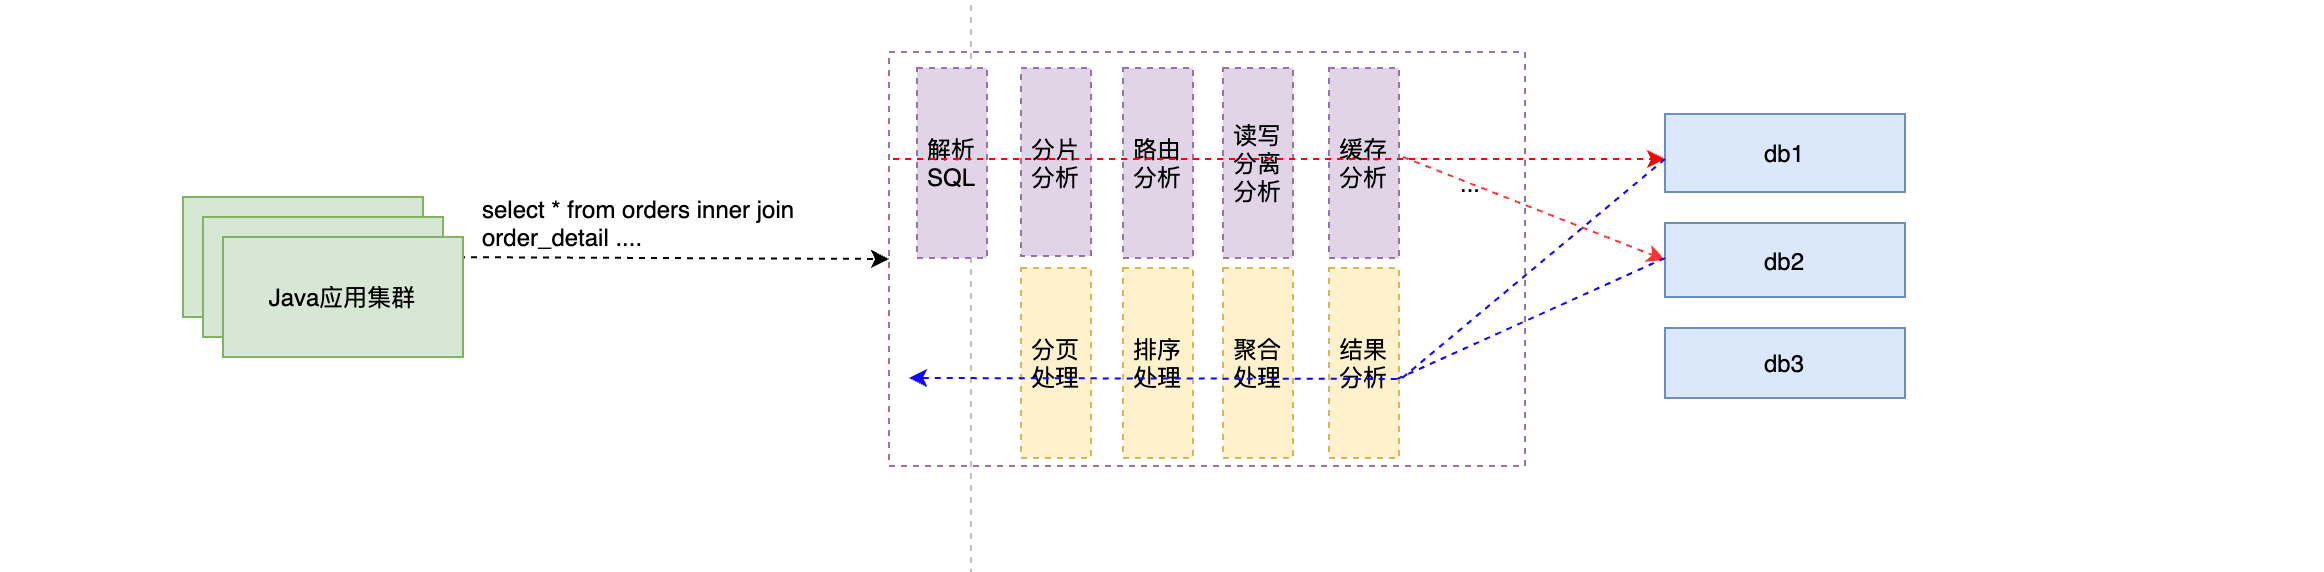 select * from orders inner join
order_detail ....
Java应用集群
解析
SQL
分片
分析
路由
分析
读写
分离
分析
缓存
分析
...
分页
处理
排序
处理
聚合
处理
结果
分析
db1
db2
db3